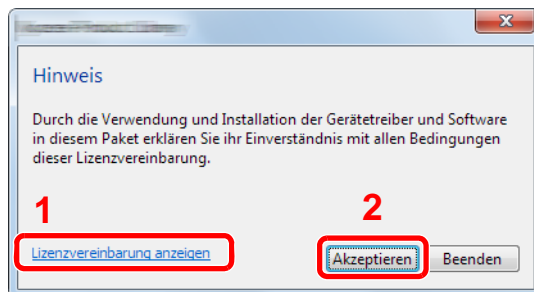 Hinweis
Durch die Verwendung und Installation der Gerätetreiber und Software
in diesem Paket erklären Sie ihr Einverständnis mit allen Bedingungen
dieser Lizenzvereinbarung.
1
2
Lizenzvereinbarung anzeigen
Akzeptieren
Beenden